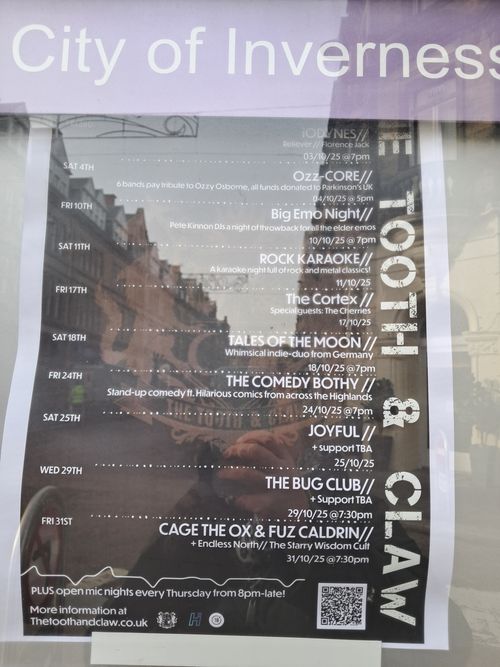 City of Inverness
iODYNES//
Reliever // Florence Jack
03/10/25 @7pm
SAT 4TH
Ozz-CORE//
6 bands pay tribute to Ozzy Osborne, all funds donated to Parkinson's UK
04/10/25 @ 5pm
FRI 10TH
Big Emo Night//
Pete Kinnon DJs a night of throwback for all the elder emos
10/10/25 @ 7pm
SAT 11TH
ROCK KARAOKE//
A karaoke night full of rock and metal classics!
11/10/25
FRI 17TH
The Cortex //
Special guests: The Cherries
17/10/25
SAT 18TH
TALES OF THE MOON //
Whimsical indie-duo from Germany
18/10/25 @7pm
FRI 24TH
THE COMEDY BOTHY //
Stand-up comedy ft. Hilarious comics from across the Highlands
24/10/25 @7pm
SAT 25TH
JOYFUL //
+ support TBA
25/10/25
WED 29TH
THE BUG CLUB//
+ Support TBA
29/10/25 @7:30pm
FRI 31ST
CAGE THE OX & FUZ CALDRIN//
+ Endless North// The Starry Wisdom Cult
31/10/25 @7:30pm
PLUS open mic nights every Thursday from 8pm-late!
More information at
Thetoothandclaw.co.uk
E TOOTH & CLAW